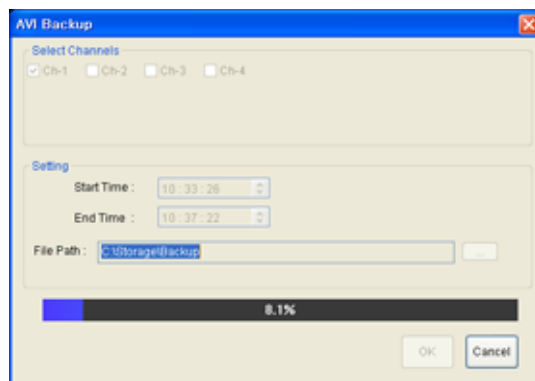 AVI Backup
Select Channels
Ch-1 Ch-2 Ch-3 Ch-4
Setting
Start Time : 10 : 33 : 26
End Time : 10 : 37 : 22
File Path : C:\Storage\Backup ...
8.1%
OK Cancel